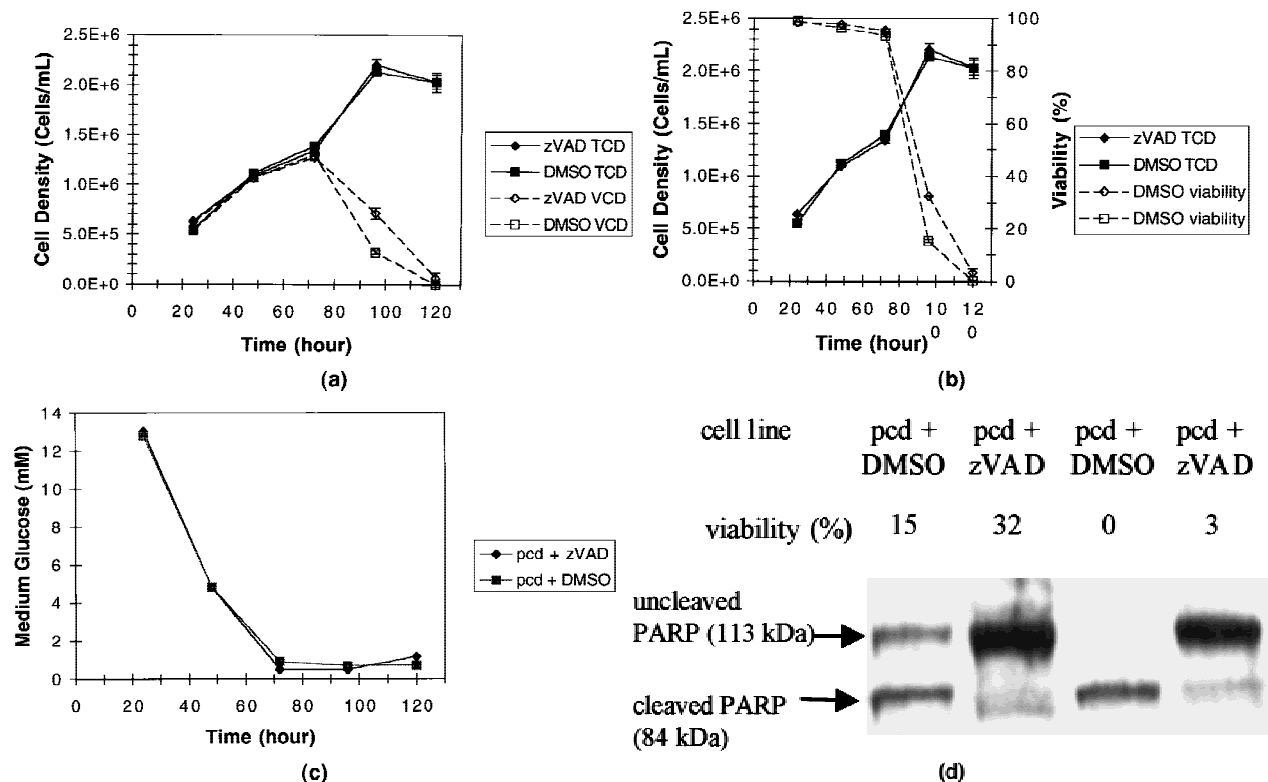 2.5E+6
2.0E+6
1.5E+6
1.0E+6
5.0E+5
0.0E+0
Cell Density (Cells/mL)
0 20 40 60 80 100 120
Time (hour)
zVAD TCD
DMSO TCD
zVAD VCD
DMSO VCD
(a)
2.5E+6
2.0E+6
1.5E+6
1.0E+6
5.0E+5
0.0E+0
Cell Density (Cells/mL)
100
80
60
40
20
0
Viability (%)
0 20 40 60 80 10 12
0 0
Time (hour)
zVAD TCD
DMSO TCD
DMSO viability
DMSO viability
(b)
14
12
10
8
6
4
2
0
Medium Glucose (mM)
0 20 40 60 80 100 120
Time (hour)
pcd + zVAD
pcd + DMSO
(c)
cell line pcd + pcd + pcd + pcd +
DMSO zVAD DMSO zVAD
viability (%) 15 32 0 3
uncleaved
PARP (113 kDa)
cleaved PARP
(84 kDa)
(d)